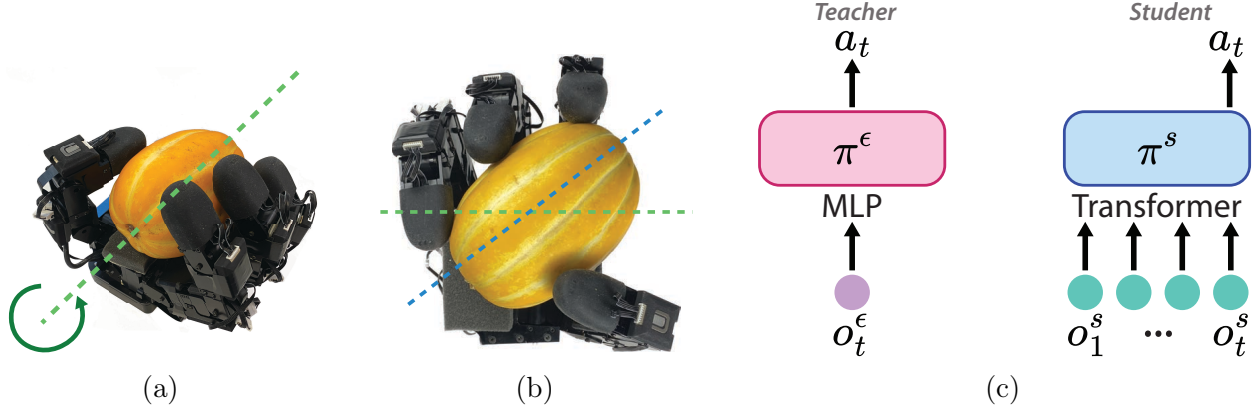 Teacher
Student
a_t
a_t
π^ϵ
π^s
MLP
Transformer
o_t^ϵ
o_1^s ... o_t^s
(a)
(b)
(c)